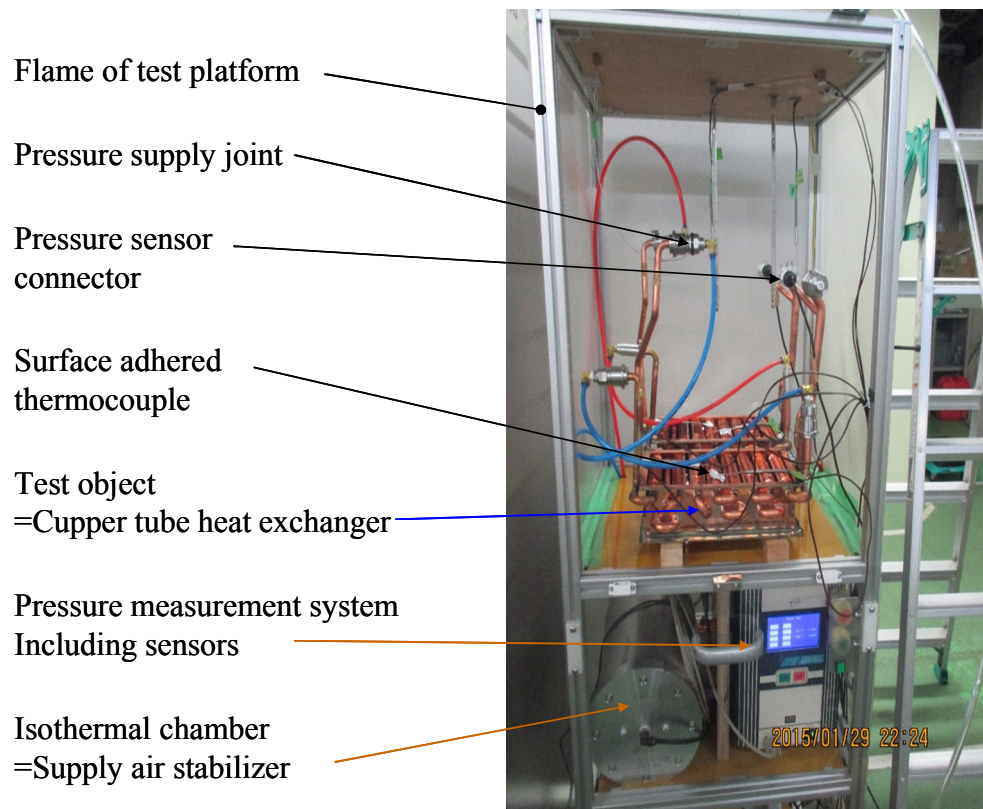 Flame of test platform
Pressure supply joint
Pressure sensor
connector
Surface adhered
thermocouple
Test object
=Cupper tube heat exchanger
Pressure measurement system
Including sensors
Isothermal chamber
=Supply air stabilizer
2015/01/29 22:24